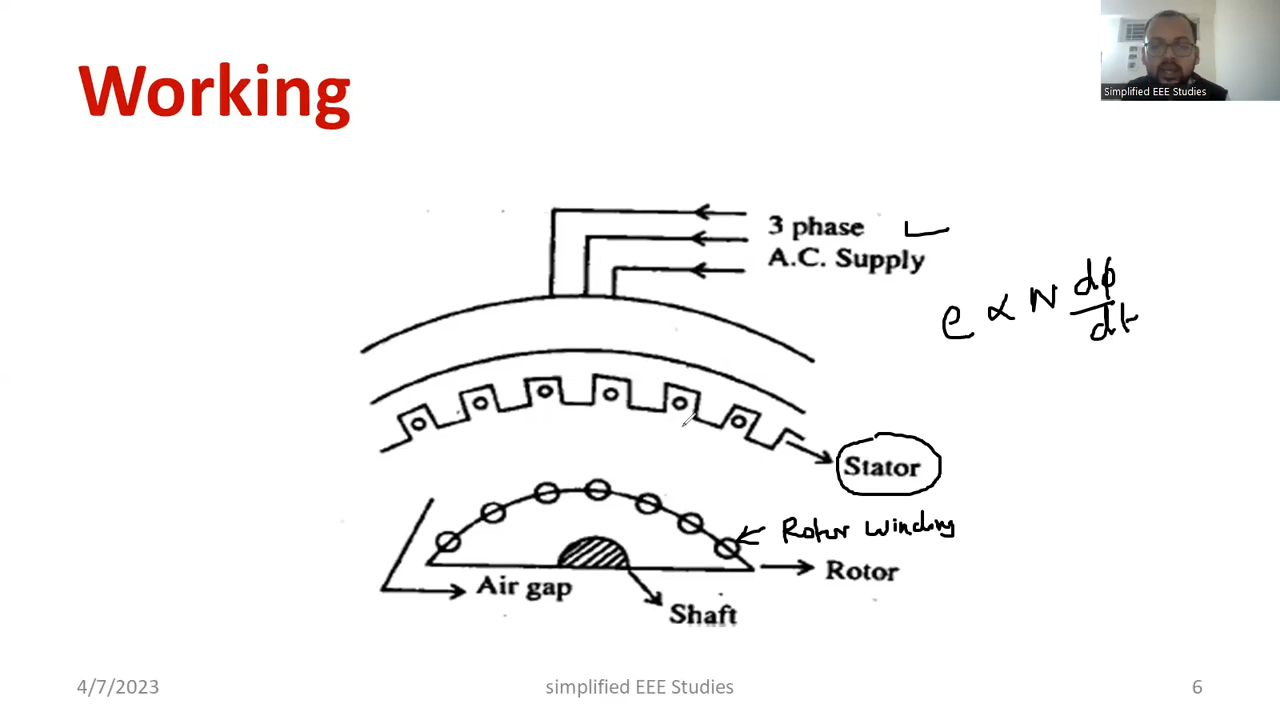 Simplified EEE Studies
Working
3 phase
A.C. Supply
e ∝ N dφ/dt
Stator
Rotor winding
Rotor
Air gap
Shaft
4/7/2023
simplified EEE Studies
6